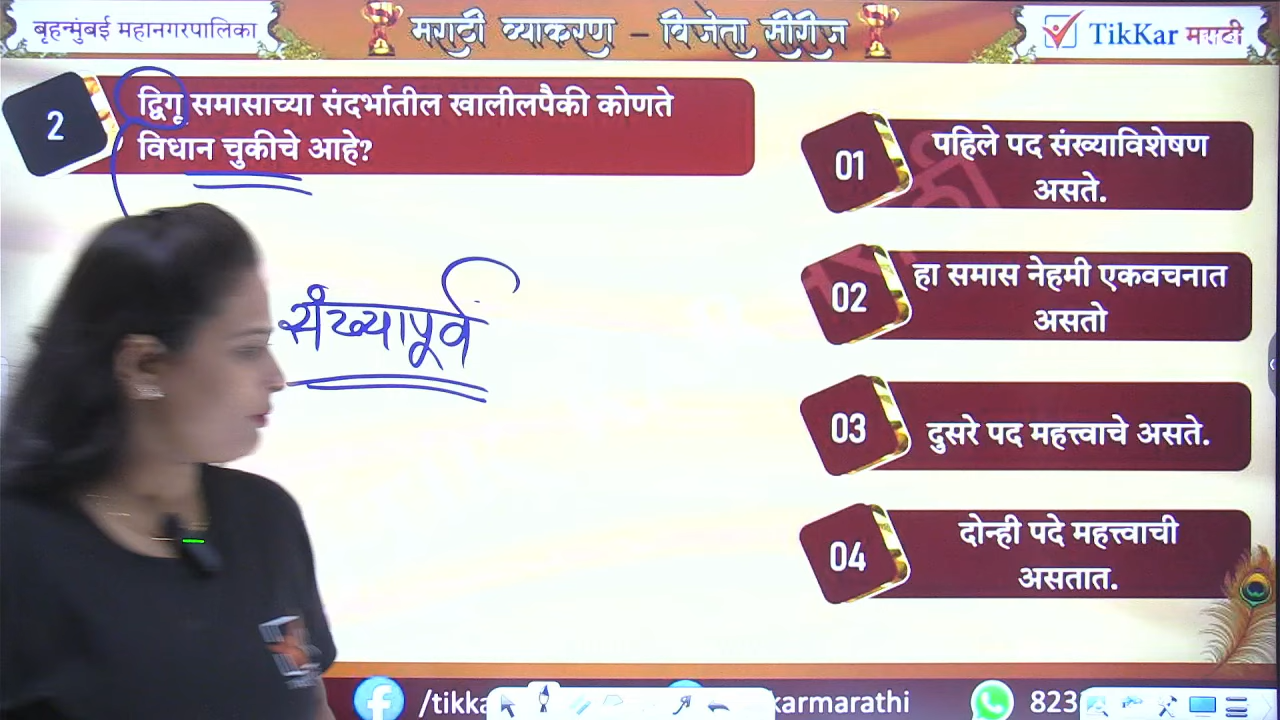 बृहन्मुंबई महानगरपालिका
मराठी व्याकरण – विजेता सीरीज
TikKar मराठी
2
द्विगू समासाच्या संदर्भातील खालीलपैकी कोणते
विधान चुकीचे आहे?
संख्यापूर्व
01
पहिले पद संख्याविशेषण
असते.
02
हा समास नेहमी एकवचनात
असतो
03
दुसरे पद महत्त्वाचे असते.
04
दोन्ही पदे महत्त्वाची
असतात.
/tikka
karmarathi
823